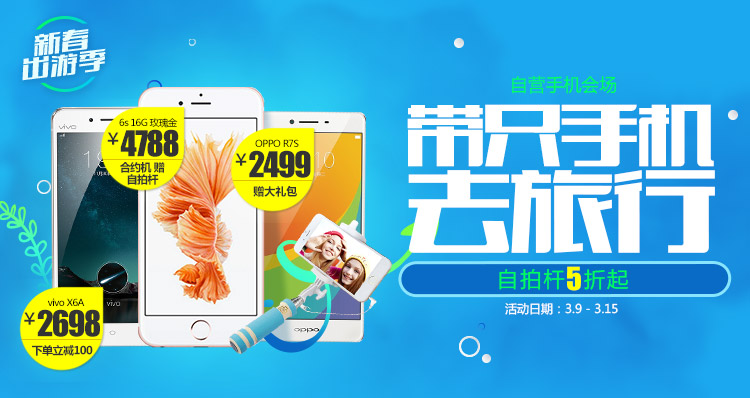 新春
出游季
自营手机会场
带只手机
去旅行
自拍杆5折起
活动日期：3.9 - 3.15
6s 16G 玫瑰金
¥4788
合约机 赠
自拍杆
OPPO R7S
¥2499
赠大礼包
vivo X6A
¥2698
下单立减100
vivo
vivo
oppo